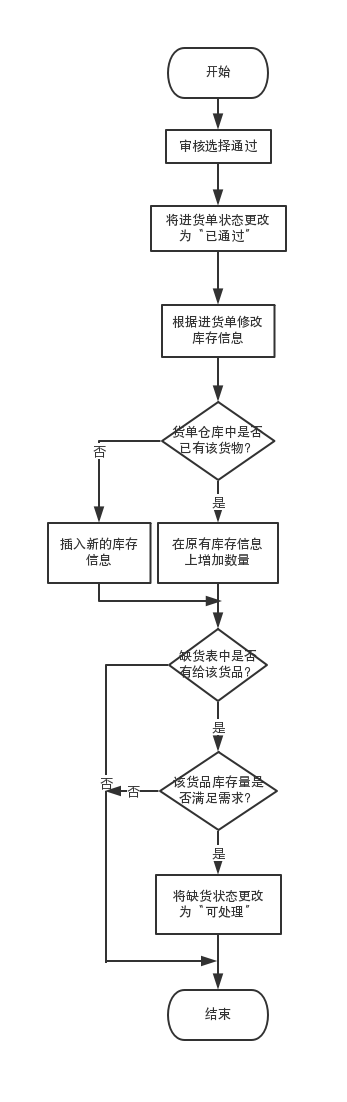 开始
审核选择通过
将进货单状态更改
为“已通过”
根据进货单修改
库存信息
货单仓库中是否
已有该货物？
否
是
插入新的库存
信息
在原有库存信息
上增加数量
缺货表中是否
有给该货品？
是
否
否
该货品库存量是
否满足需求？
是
将缺货状态更改
为“可处理”
结束